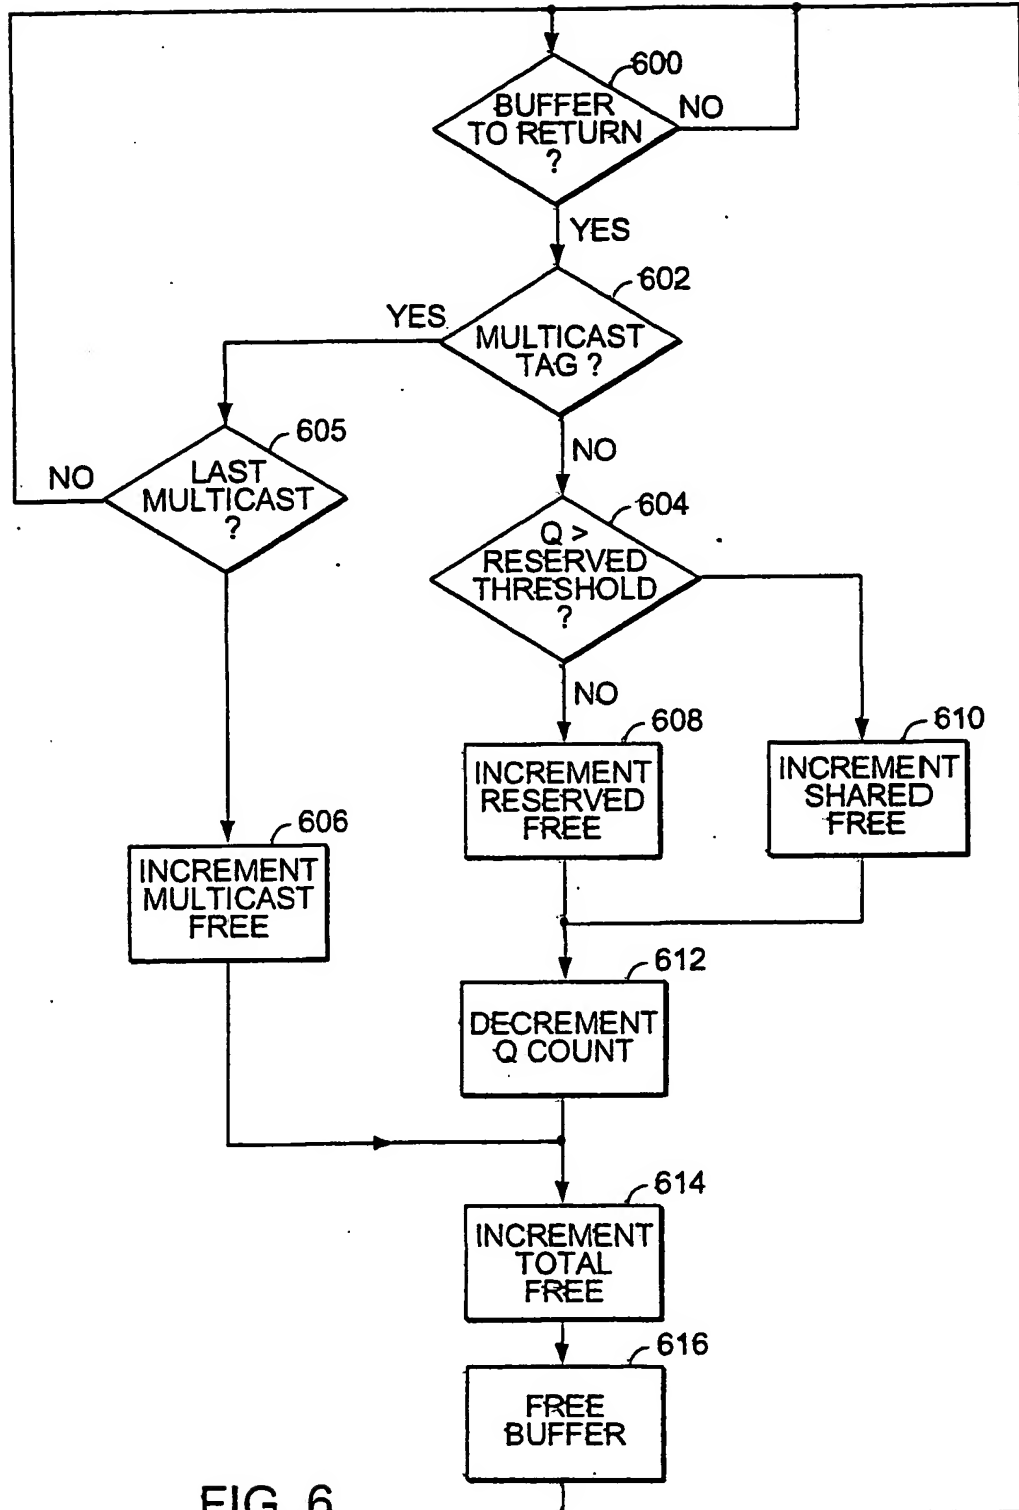 600
BUFFER
TO RETURN
?
NO
YES
602
MULTICAST
TAG ?
YES
NO
605
LAST
MULTICAST
?
NO
604
Q >
RESERVED
THRESHOLD
?
NO
608
INCREMENT
RESERVED
FREE
610
INCREMENT
SHARED
FREE
606
INCREMENT
MULTICAST
FREE
612
DECREMENT
Q COUNT
614
INCREMENT
TOTAL
FREE
616
FREE
BUFFER
FIG. 6